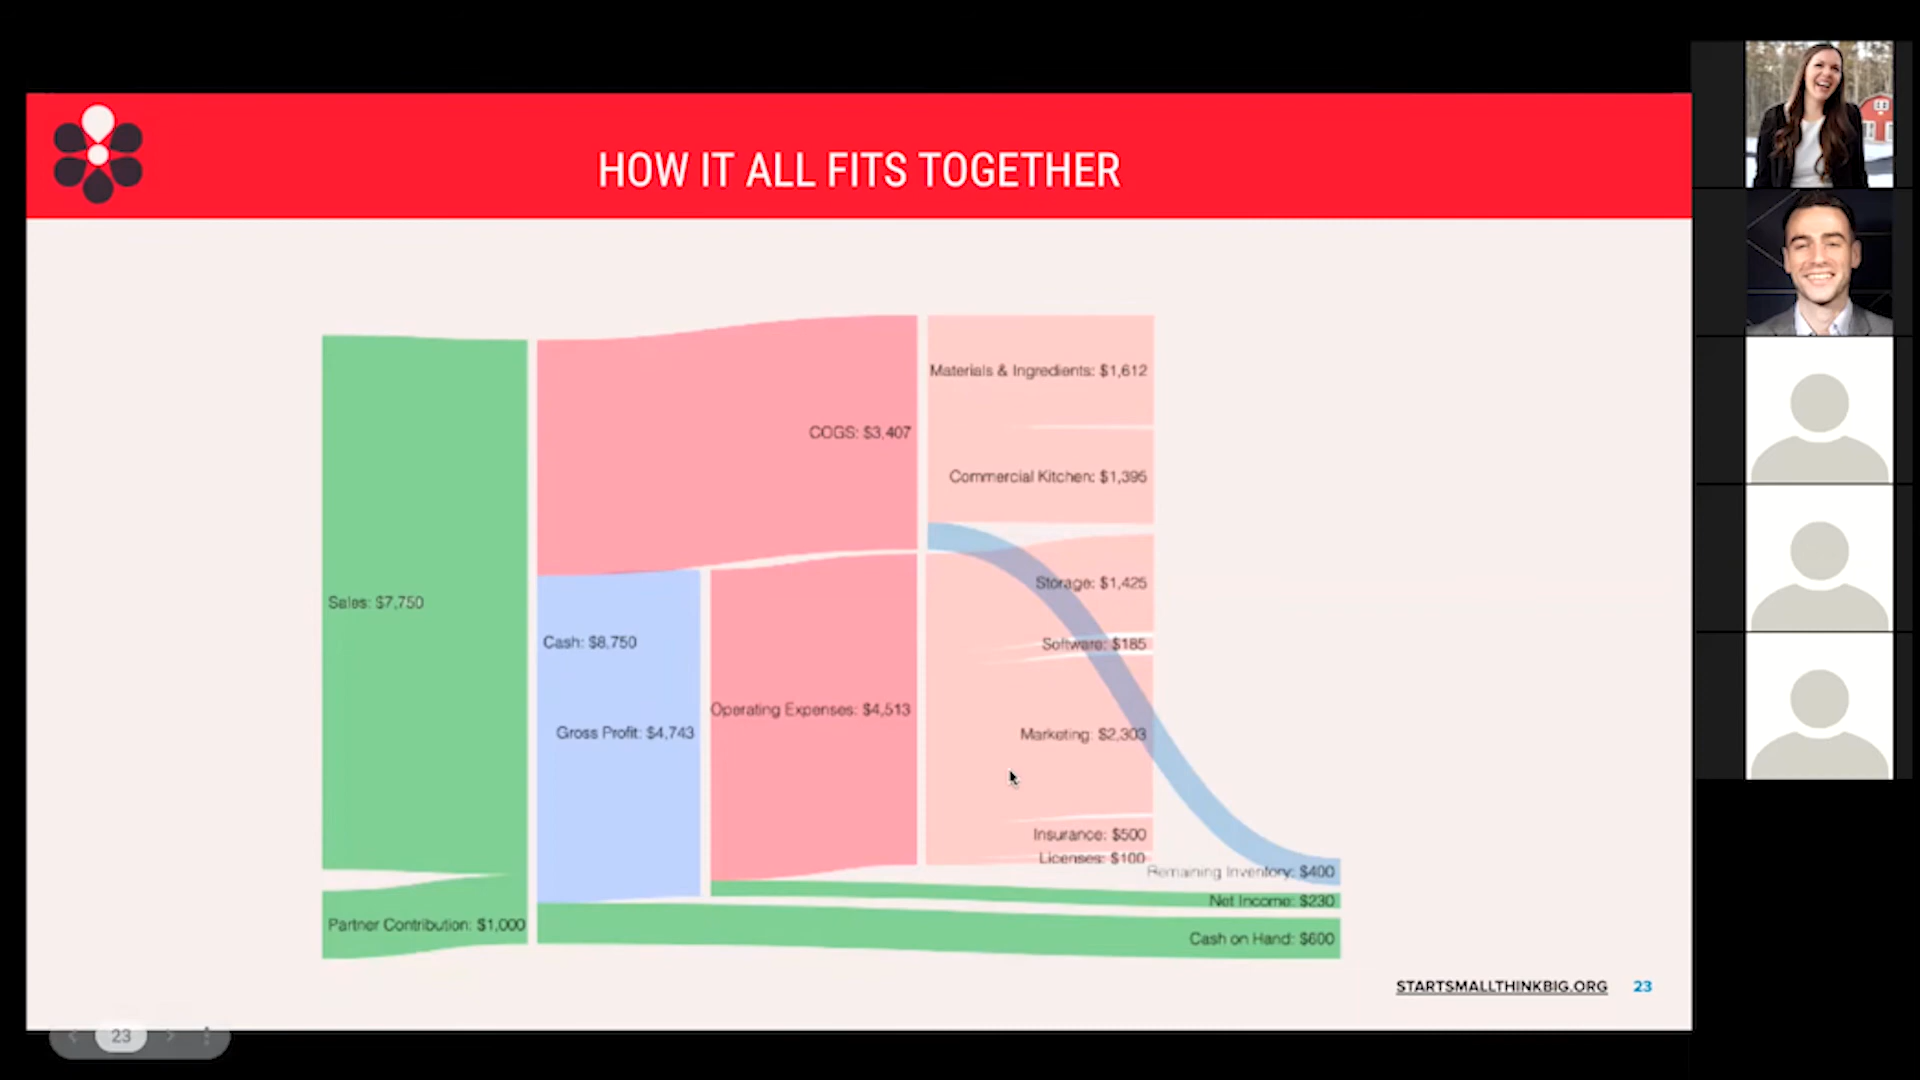 HOW IT ALL FITS TOGETHER
Materials & Ingredients: $1,612
COGS: $3,407
Commercial Kitchen: $1,395
Storage: $1,425
Sales: $7,750
Cash: $8,750
Software: $185
Operating Expenses: $4,513
Gross Profit: $4,743
Marketing: $2,303
Insurance: $500
Licenses: $100
Remaining Inventory: $400
Net Income: $230
Partner Contribution: $1,000
Cash on Hand: $600
STARTSMALLTHINKBIG.ORG 23
23